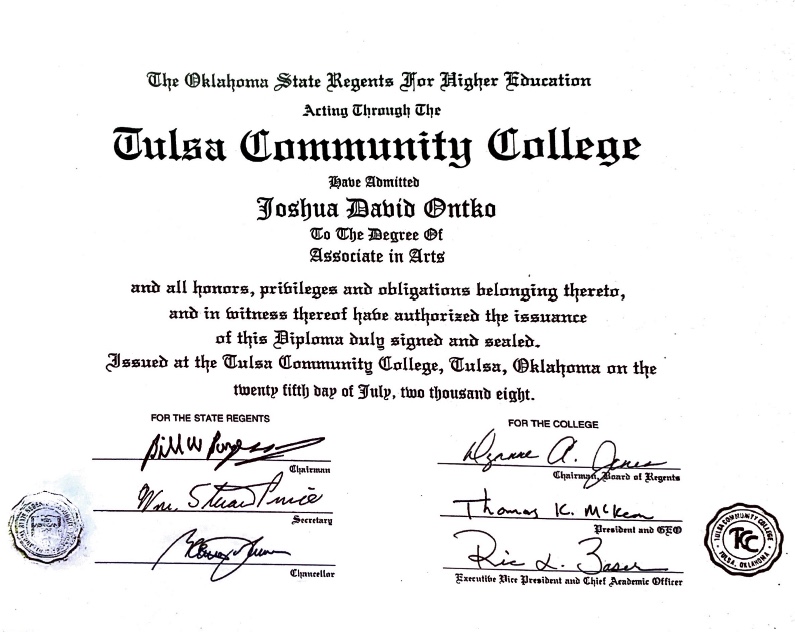 The Oklahoma State Regents For Higher Education
Acting Through The
Tulsa Community College
Have Admitted
Joshua David Ontko
To The Degree Of
Associate in Arts
and all honors, privileges and obligations belonging thereto,
and in witness thereof have authorized the issuance
of this Diploma duly signed and sealed.
Issued at the Tulsa Community College, Tulsa, Oklahoma on the
twenty fifth day of July, two thousand eight.
FOR THE STATE REGENTS
Bill W Burgess
Chairman
Wm. Stuart Price
Secretary
Chancellor
FOR THE COLLEGE
A. Jones
Chairman, Board of Regents
Thomas K. McKeon
President and CEO
Ric L. Baser
Executive Vice President and Chief Academic Officer
TULSA COMMUNITY COLLEGE
TCC
TULSA, OKLAHOMA